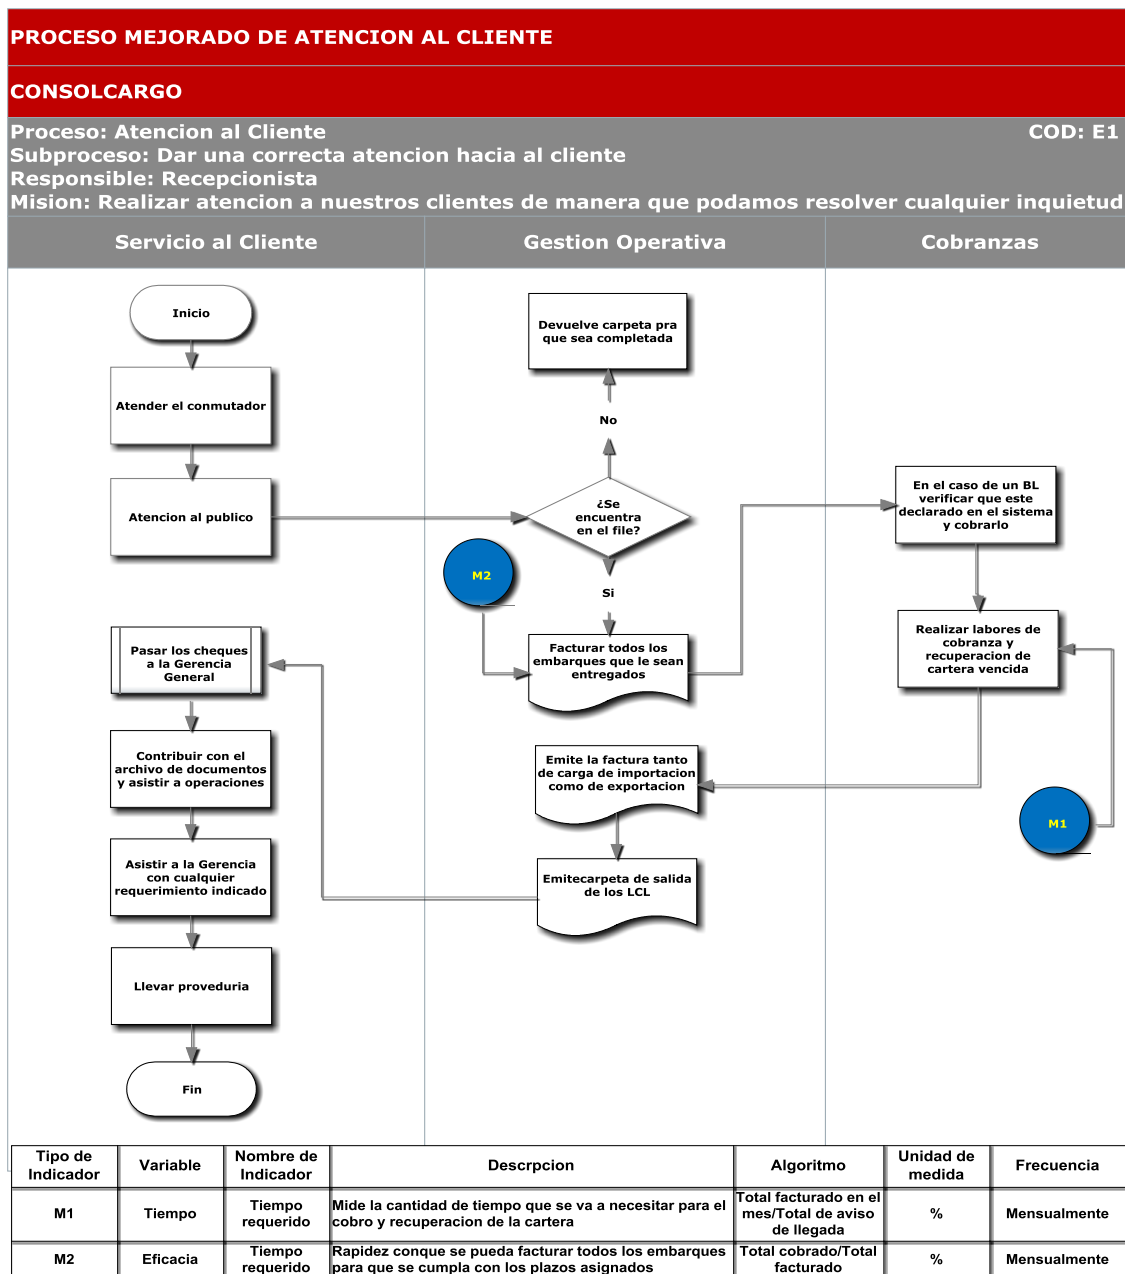 PROCESO MEJORADO DE ATENCION AL CLIENTE
CONSOLCARGO
Proceso: Atencion al Cliente COD: E1
Subproceso: Dar una correcta atencion hacia al cliente
Responsible: Recepcionista
Mision: Realizar atencion a nuestros clientes de manera que podamos resolver cualquier inquietud
Servicio al Cliente Gestion Operativa Cobranzas
Inicio
Atender el conmutador
Atencion al publico
Devuelve carpeta pra
que sea completada
No
¿Se
encuentra
en el file?
Si
M2
Facturar todos los
embarques que le sean
entregados
En el caso de un BL
verificar que este
declarado en el sistema
y cobrarlo
Realizar labores de
cobranza y
recuperacion de
cartera vencida
M1
Emite la factura tanto
de carga de importacion
como de exportacion
Emitecarpeta de salida
de los LCL
Pasar los cheques
a la Gerencia
General
Contribuir con el
archivo de documentos
y asistir a operaciones
Asistir a la Gerencia
con cualquier
requerimiento indicado
Llevar proveduria
Fin
Tipo de
Indicador
Variable
Nombre de
Indicador
Descrpcion
Algoritmo
Unidad de
medida
Frecuencia
M1
Tiempo
Tiempo
requerido
Mide la cantidad de tiempo que se va a necesitar para el
cobro y recuperacion de la cartera
Total facturado en el
mes/Total de aviso
de llegada
%
Mensualmente
M2
Eficacia
Tiempo
requerido
Rapidez conque se pueda facturar todos los embarques
para que se cumpla con los plazos asignados
Total cobrado/Total
facturado
%
Mensualmente